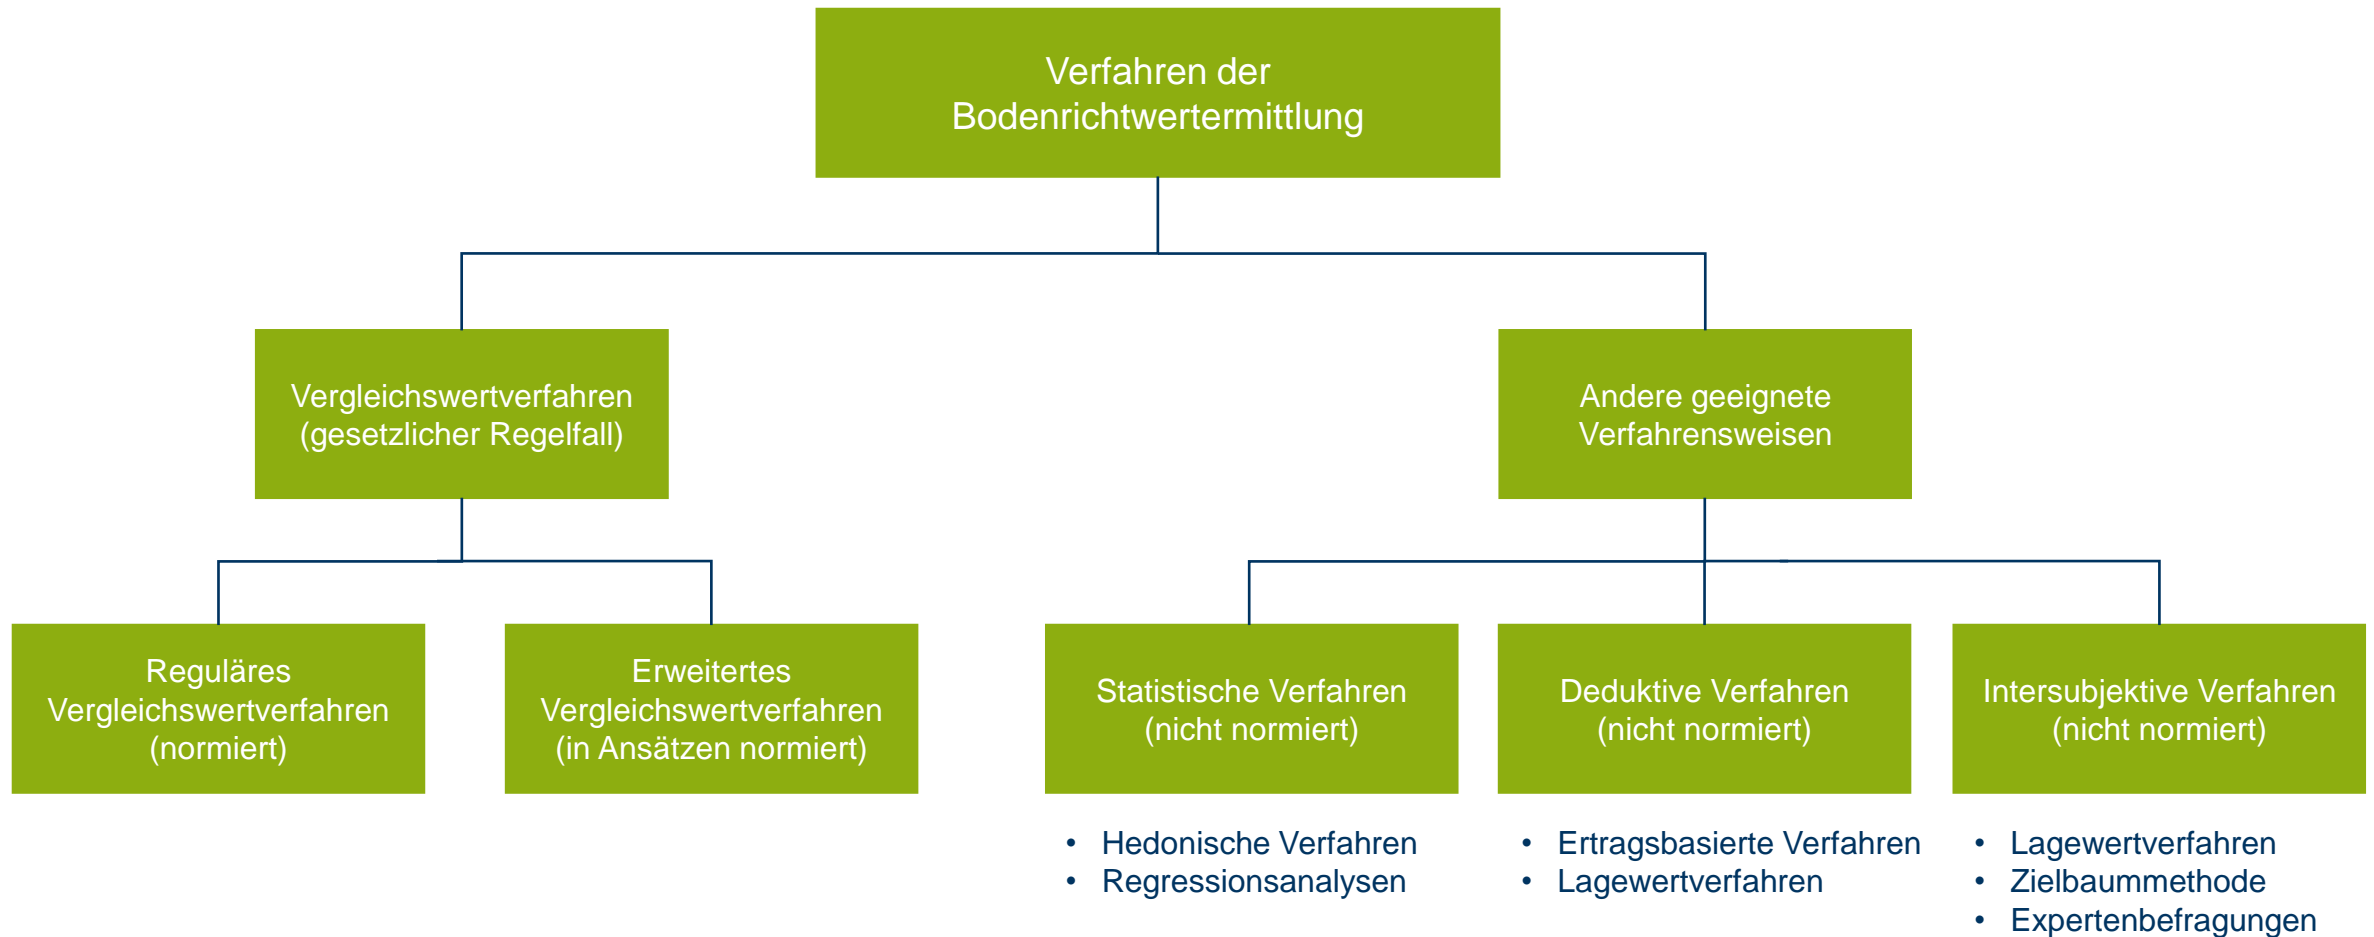 Verfahren der
Bodenrichtwertermittlung
Vergleichswertverfahren
(gesetzlicher Regelfall)
Andere geeignete
Verfahrensweisen
Reguläres
Vergleichswertverfahren
(normiert)
Erweitertes
Vergleichswertverfahren
(in Ansätzen normiert)
Statistische Verfahren
(nicht normiert)
Deduktive Verfahren
(nicht normiert)
Intersubjektive Verfahren
(nicht normiert)
• Hedonische Verfahren
• Regressionsanalysen
• Ertragsbasierte Verfahren
• Lagewertverfahren
• Lagewertverfahren
• Zielbaummethode
• Expertenbefragungen